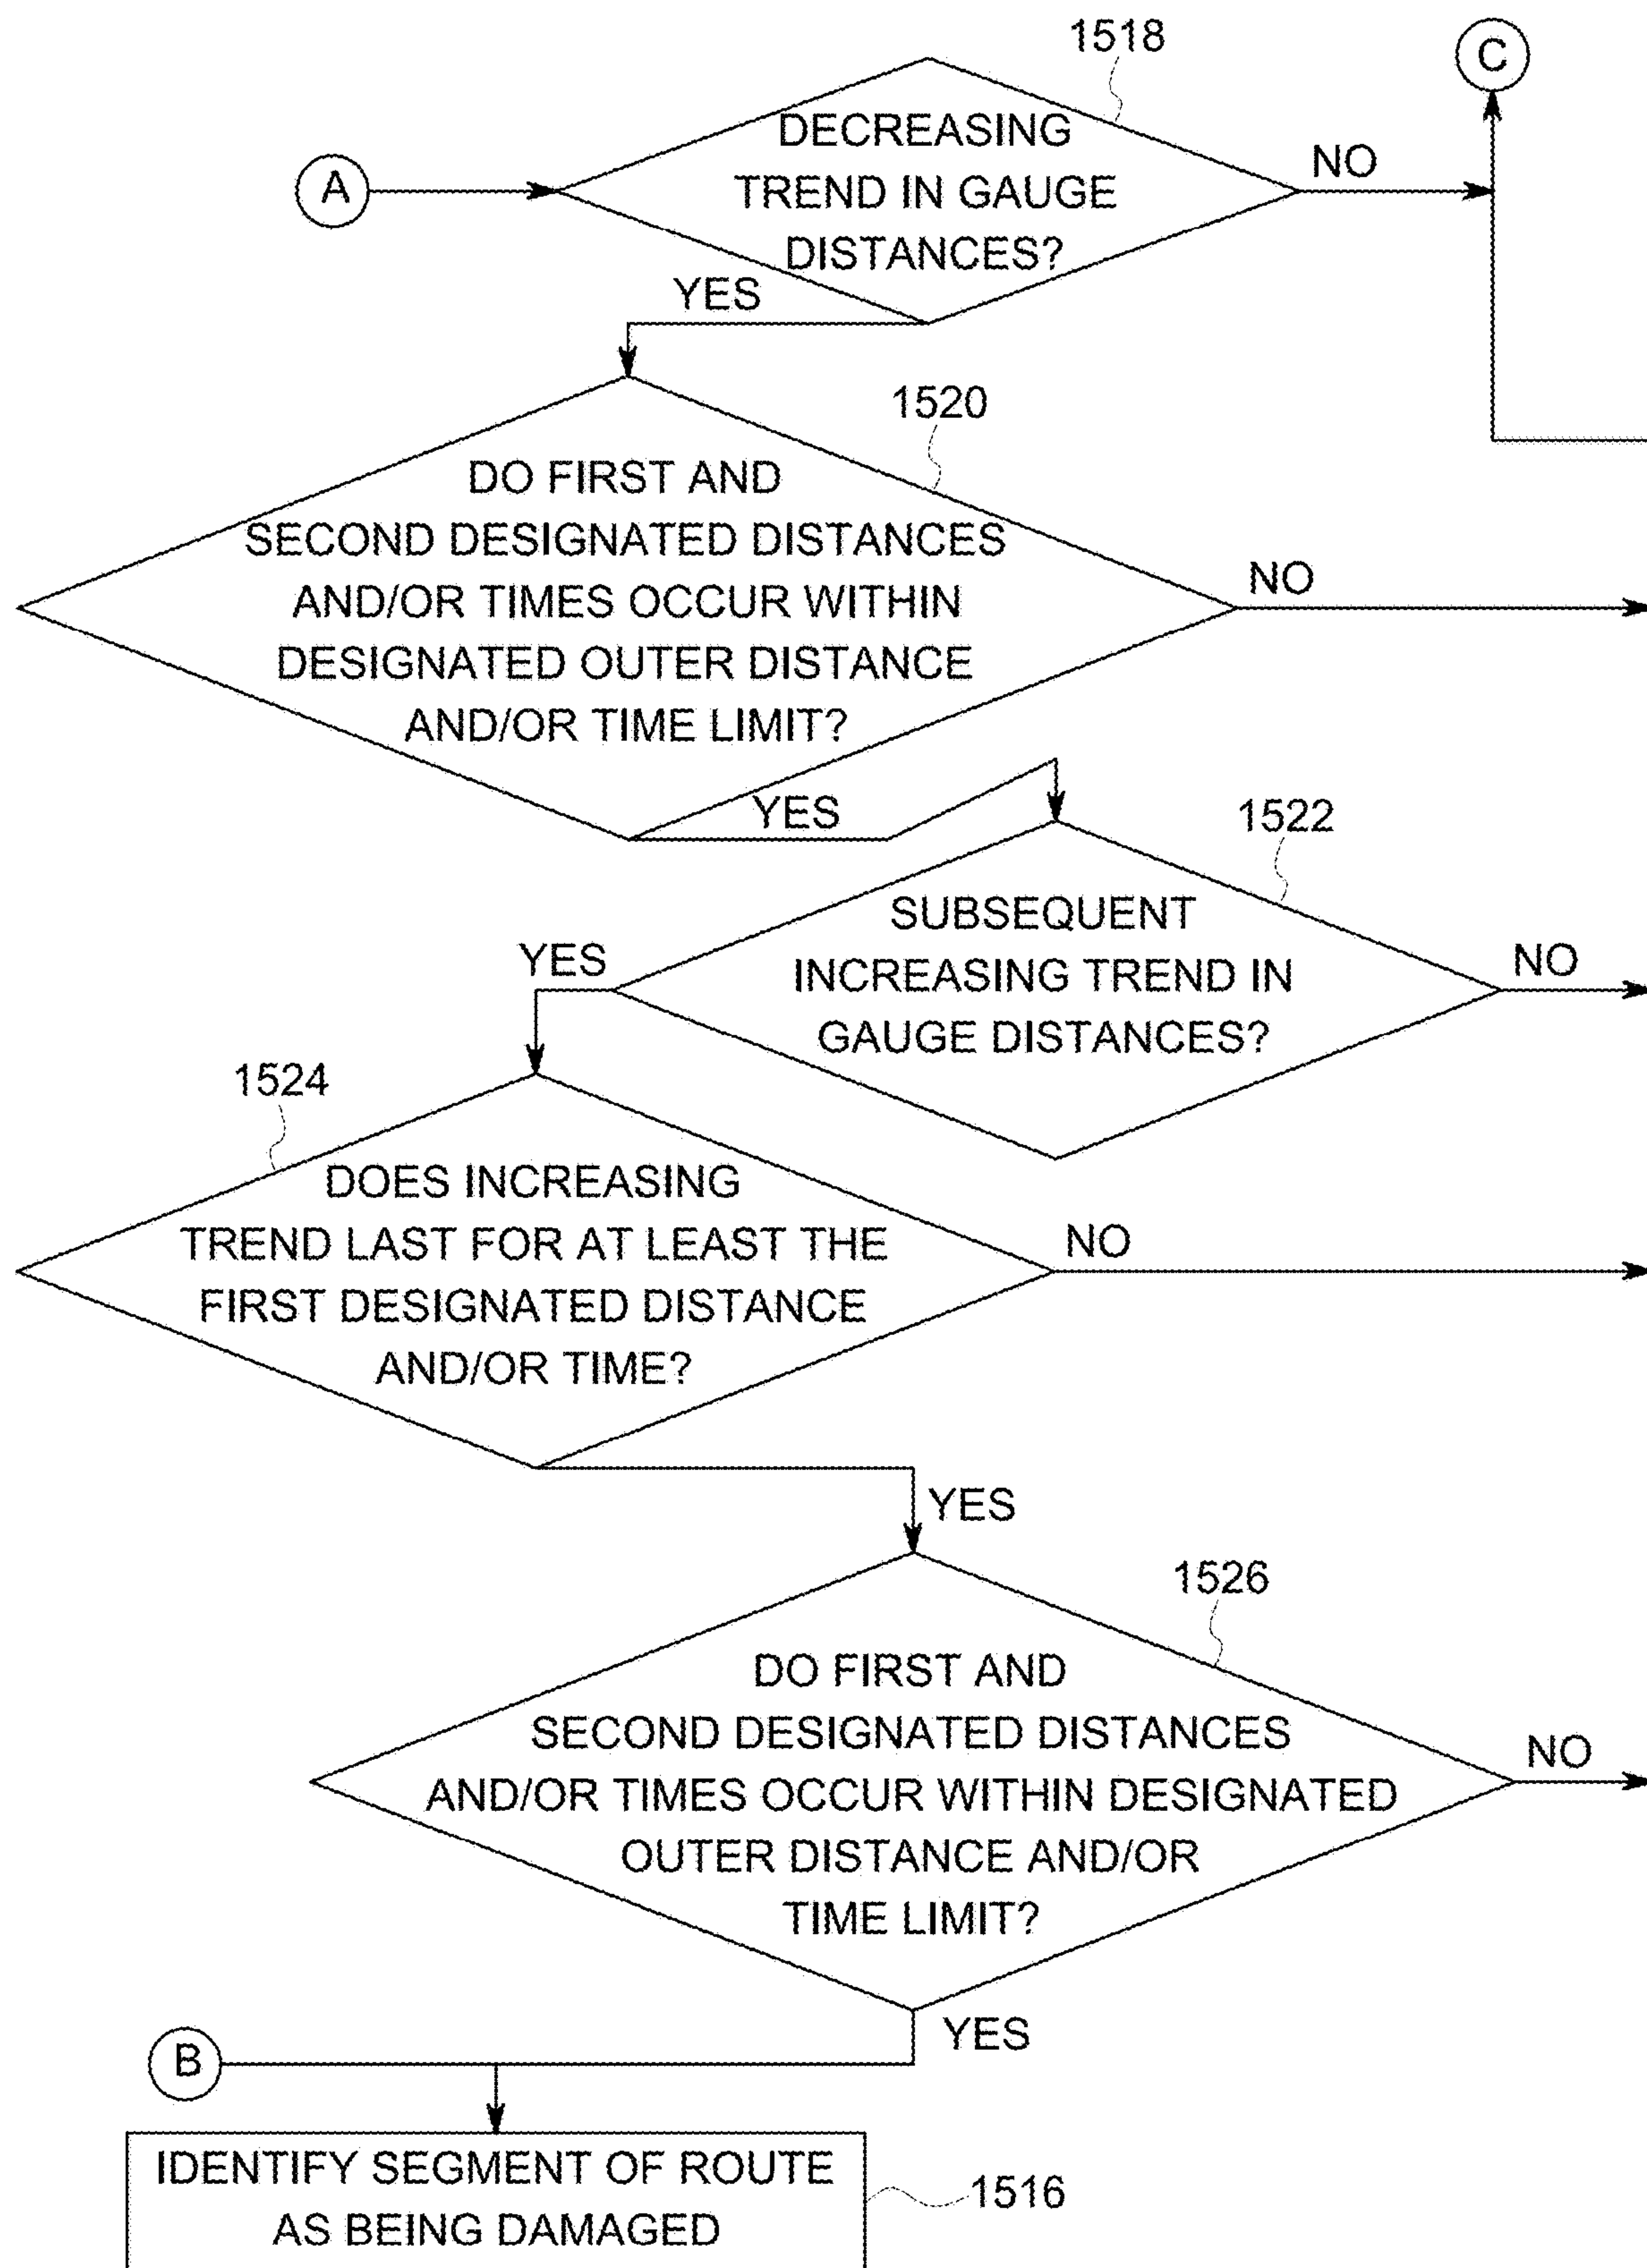 1518
C
DECREASING
TREND IN GAUGE
DISTANCES?
NO
A
YES
1520
DO FIRST AND
SECOND DESIGNATED DISTANCES
AND/OR TIMES OCCUR WITHIN
DESIGNATED OUTER DISTANCE
AND/OR TIME LIMIT?
NO
YES
1522
SUBSEQUENT
INCREASING TREND IN
GAUGE DISTANCES?
YES
NO
1524
DOES INCREASING
TREND LAST FOR AT LEAST THE
FIRST DESIGNATED DISTANCE
AND/OR TIME?
NO
YES
1526
DO FIRST AND
SECOND DESIGNATED DISTANCES
AND/OR TIMES OCCUR WITHIN DESIGNATED
OUTER DISTANCE AND/OR
TIME LIMIT?
NO
YES
B
IDENTIFY SEGMENT OF ROUTE
AS BEING DAMAGED
1516